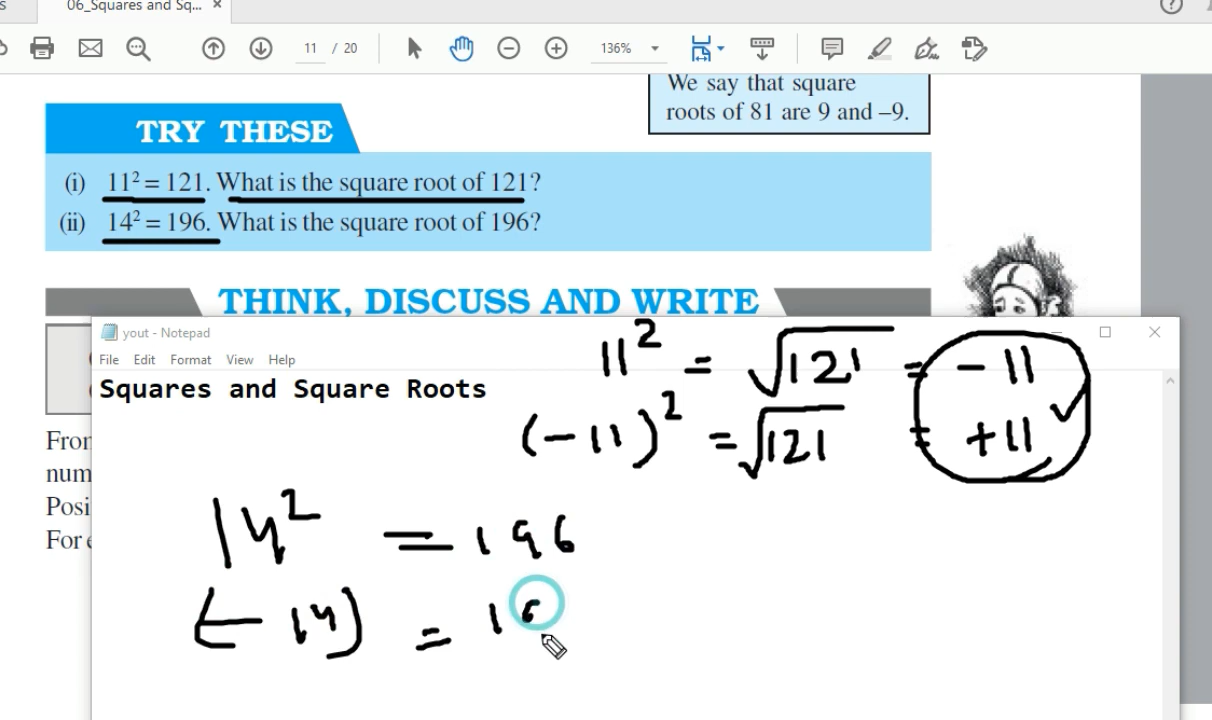 06_Squares and Sq... ×
11 / 20
136%
We say that square
roots of 81 are 9 and –9.
TRY THESE
(i) 11² = 121. What is the square root of 121?
(ii) 14² = 196. What is the square root of 196?
THINK, DISCUSS AND WRITE
yout - Notepad
File Edit Format View Help
Squares and Square Roots
11² = √121 = -11
(-11)² = √121 = +11
14² = 196
(-14) = 1
From
num
Posi
For e